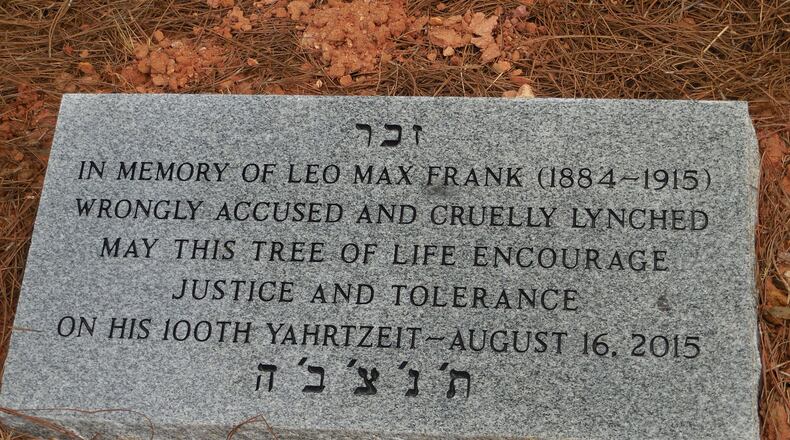 זכר
IN MEMORY OF LEO MAX FRANK (1884~1915)
WRONGLY ACCUSED AND CRUELLY LYNCHED
MAY THIS TREE OF LIFE ENCOURAGE
JUSTICE AND TOLERANCE
ON HIS 100TH YAHRTZEIT~AUGUST 16, 2015
ת׳ נ׳ צ׳ ב׳ ה